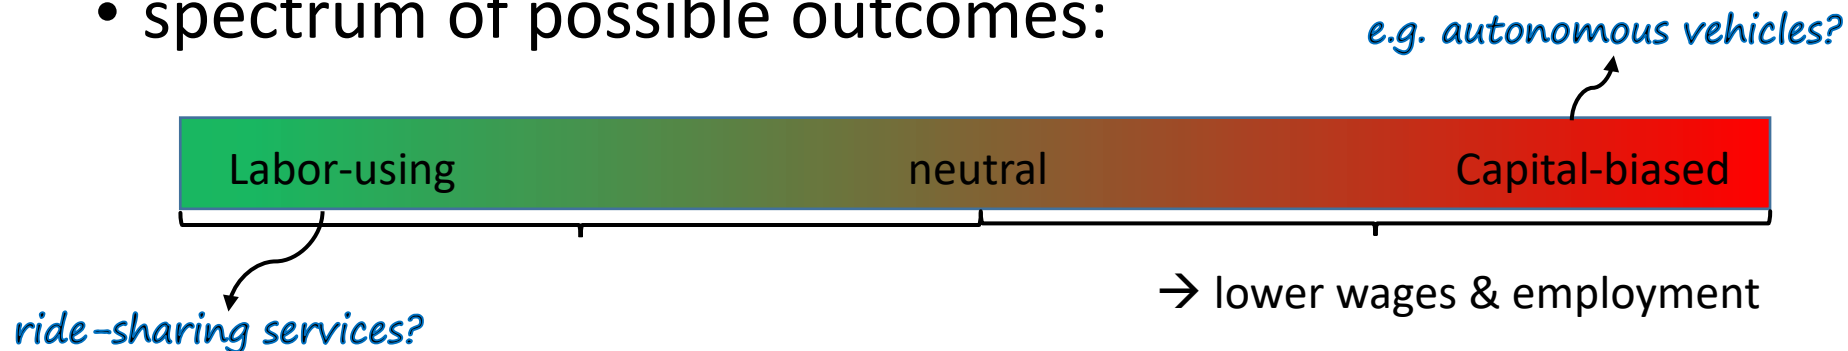 • spectrum of possible outcomes:
e.g. autonomous vehicles?
Labor-using neutral Capital-biased
→ lower wages & employment
ride-sharing services?